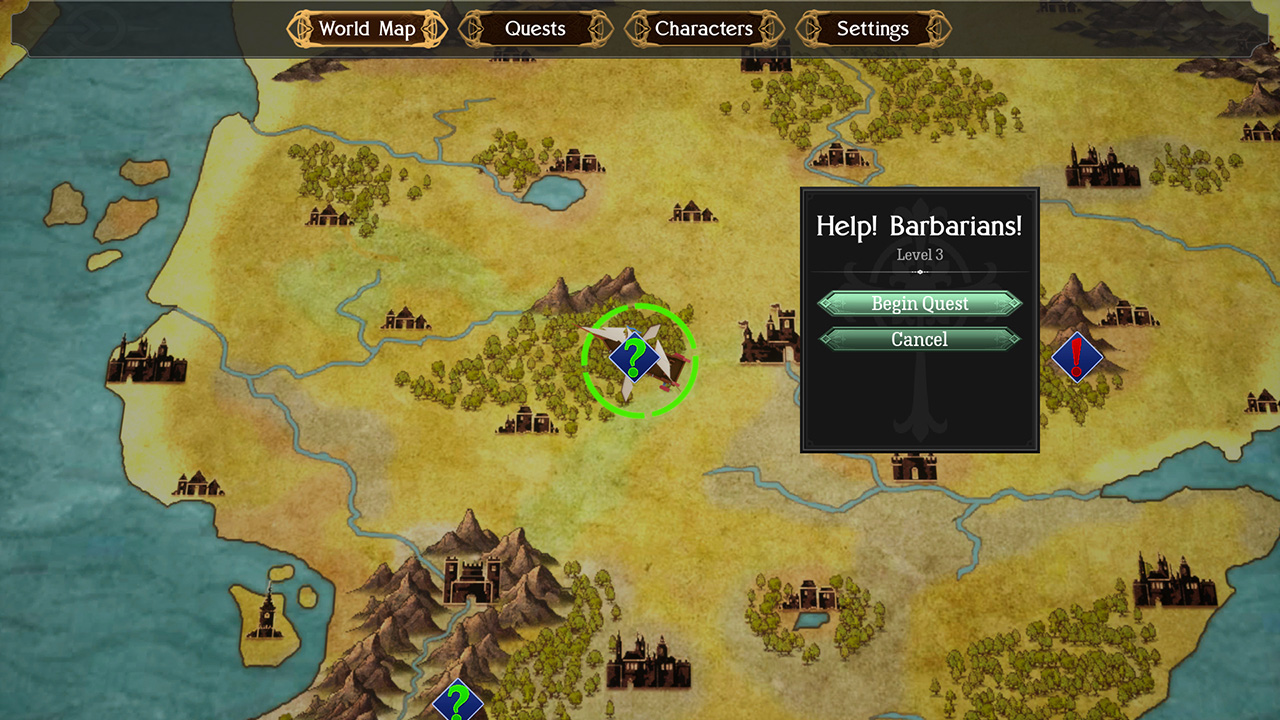 World Map
Quests
Characters
Settings
Help! Barbarians!
Level 3
Begin Quest
Cancel
?
!
?